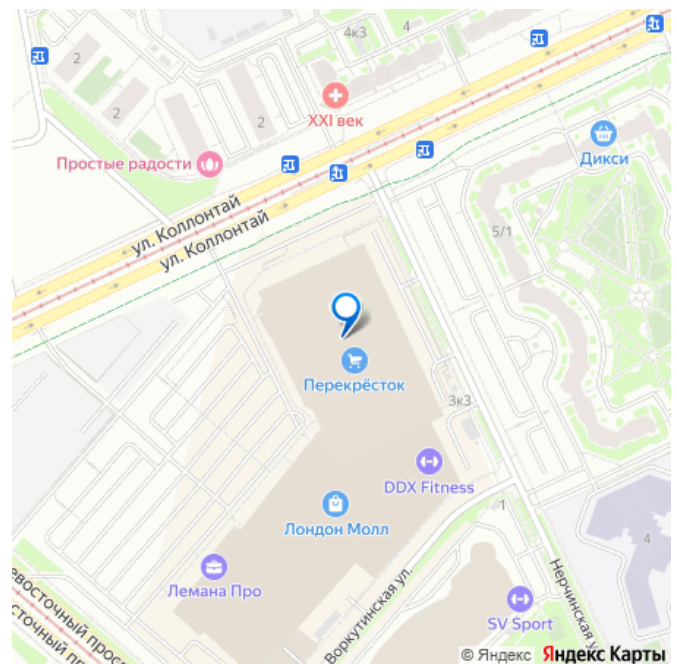 4к3
4
2
2
2
XXI век
Простые радости
Дикси
ул. Коллонтай
ул. Коллонтай
5/1
Перекрёсток
3к3
DDX Fitness
Лондон Молл
1
4
Лемана Про
Воркутинская ул.
Нерчинская
SV Sport
© Яндекс Яндекс Карты